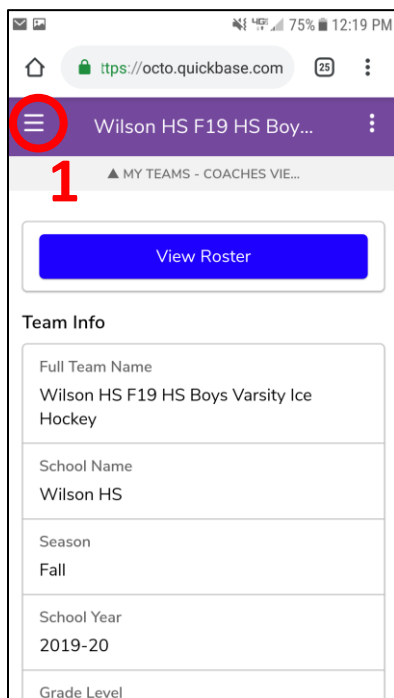 75% 12:19 PM
ttps://octo.quickbase.com 25
Wilson HS F19 HS Boy...
1
▲ MY TEAMS - COACHES VIE...
View Roster
Team Info
Full Team Name
Wilson HS F19 HS Boys Varsity Ice
Hockey
School Name
Wilson HS
Season
Fall
School Year
2019-20
Grade Level